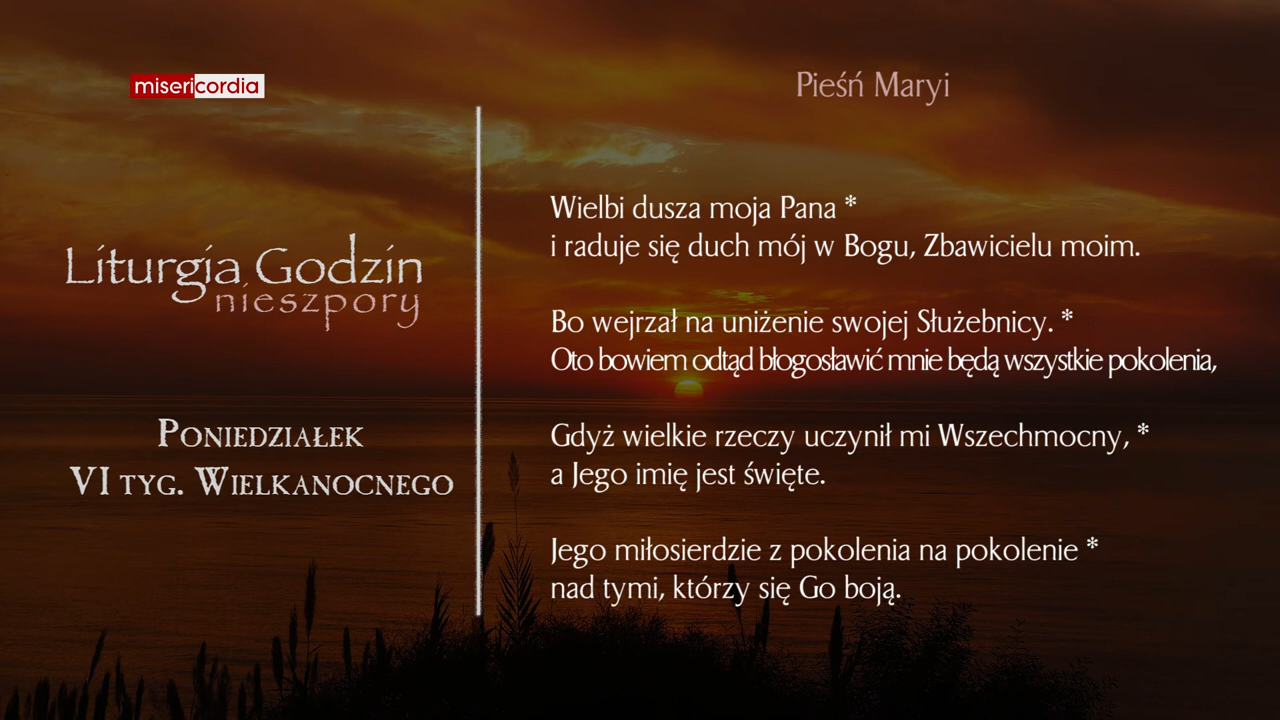 misericordia
Liturgia Godzin
nieszpory
Poniedziałek
VI tyg. Wielkanocnego
Pieśń Maryi
Wielbi dusza moja Pana *
i raduje się duch mój w Bogu, Zbawicielu moim.
Bo wejrzał na uniżenie swojej Służebnicy. *
Oto bowiem odtąd błogosławić mnie będą wszystkie pokolenia,
Gdyż wielkie rzeczy uczynił mi Wszechmocny, *
a Jego imię jest święte.
Jego miłosierdzie z pokolenia na pokolenie *
nad tymi, którzy się Go boją.